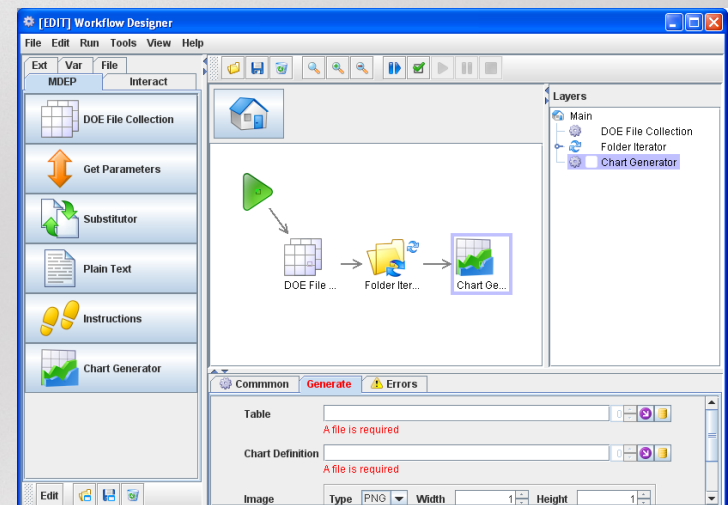 [EDIT] Workflow Designer
File Edit Run Tools View Help
Ext Var File
MDEP Interact
DOE File Collection
Get Parameters
Substitutor
Plain Text
Instructions
Chart Generator
Edit
DOE File ...
Folder Iter...
Chart Ge...
Layers
Main
DOE File Collection
Folder Iterator
Chart Generator
Commmon Generate Errors
Table 0
A file is required
Chart Definition 0
A file is required
Image Type PNG Width 1 Height 1